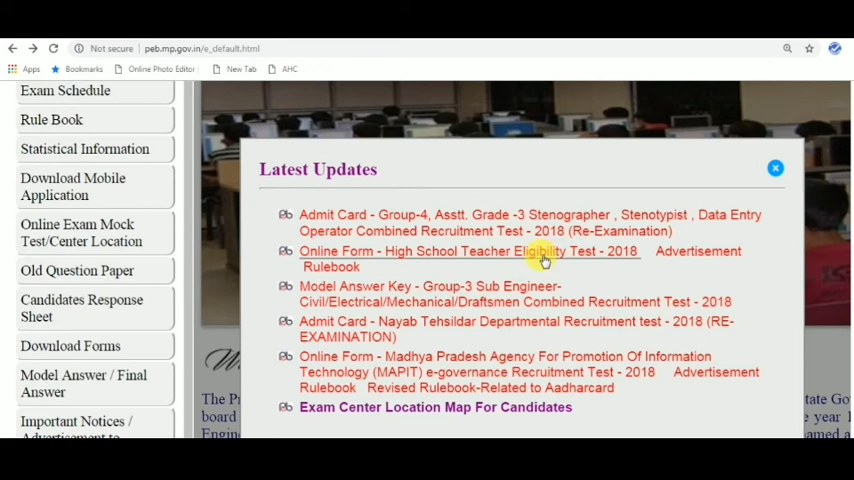 Not secure | peb.mp.gov.in/e_default.html
Apps Bookmarks Online Photo Editor New Tab AHC
Exam Schedule
Rule Book
Statistical Information
Download Mobile
Application
Online Exam Mock
Test/Center Location
Old Question Paper
Candidates Response
Sheet
Download Forms
Model Answer / Final
Answer
Important Notices /
Advertisement to
Latest Updates
Admit Card - Group-4, Asstt. Grade -3 Stenographer , Stenotypist , Data Entry
Operator Combined Recruitment Test - 2018 (Re-Examination)
Online Form - High School Teacher Eligibility Test - 2018 Advertisement
Rulebook
Model Answer Key - Group-3 Sub Engineer-
Civil/Electrical/Mechanical/Draftsmen Combined Recruitment Test - 2018
Admit Card - Nayab Tehsildar Departmental Recruitment test - 2018 (RE-
EXAMINATION)
Online Form - Madhya Pradesh Agency For Promotion Of Information
Technology (MAPIT) e-governance Recruitment Test - 2018 Advertisement
Rulebook Revised Rulebook-Related to Aadharcard
Exam Center Location Map For Candidates
The
board